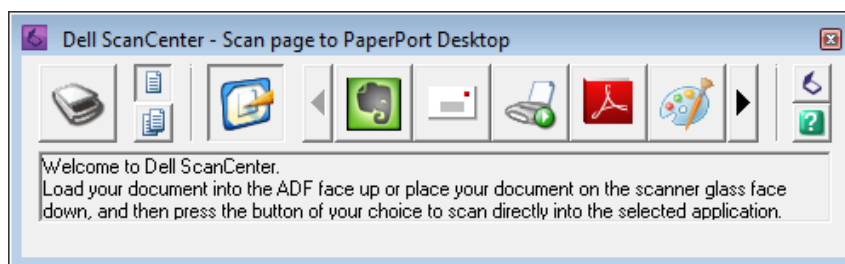 Dell ScanCenter - Scan page to PaperPort Desktop
Welcome to Dell ScanCenter.
Load your document into the ADF face up or place your document on the scanner glass face
down, and then press the button of your choice to scan directly into the selected application.